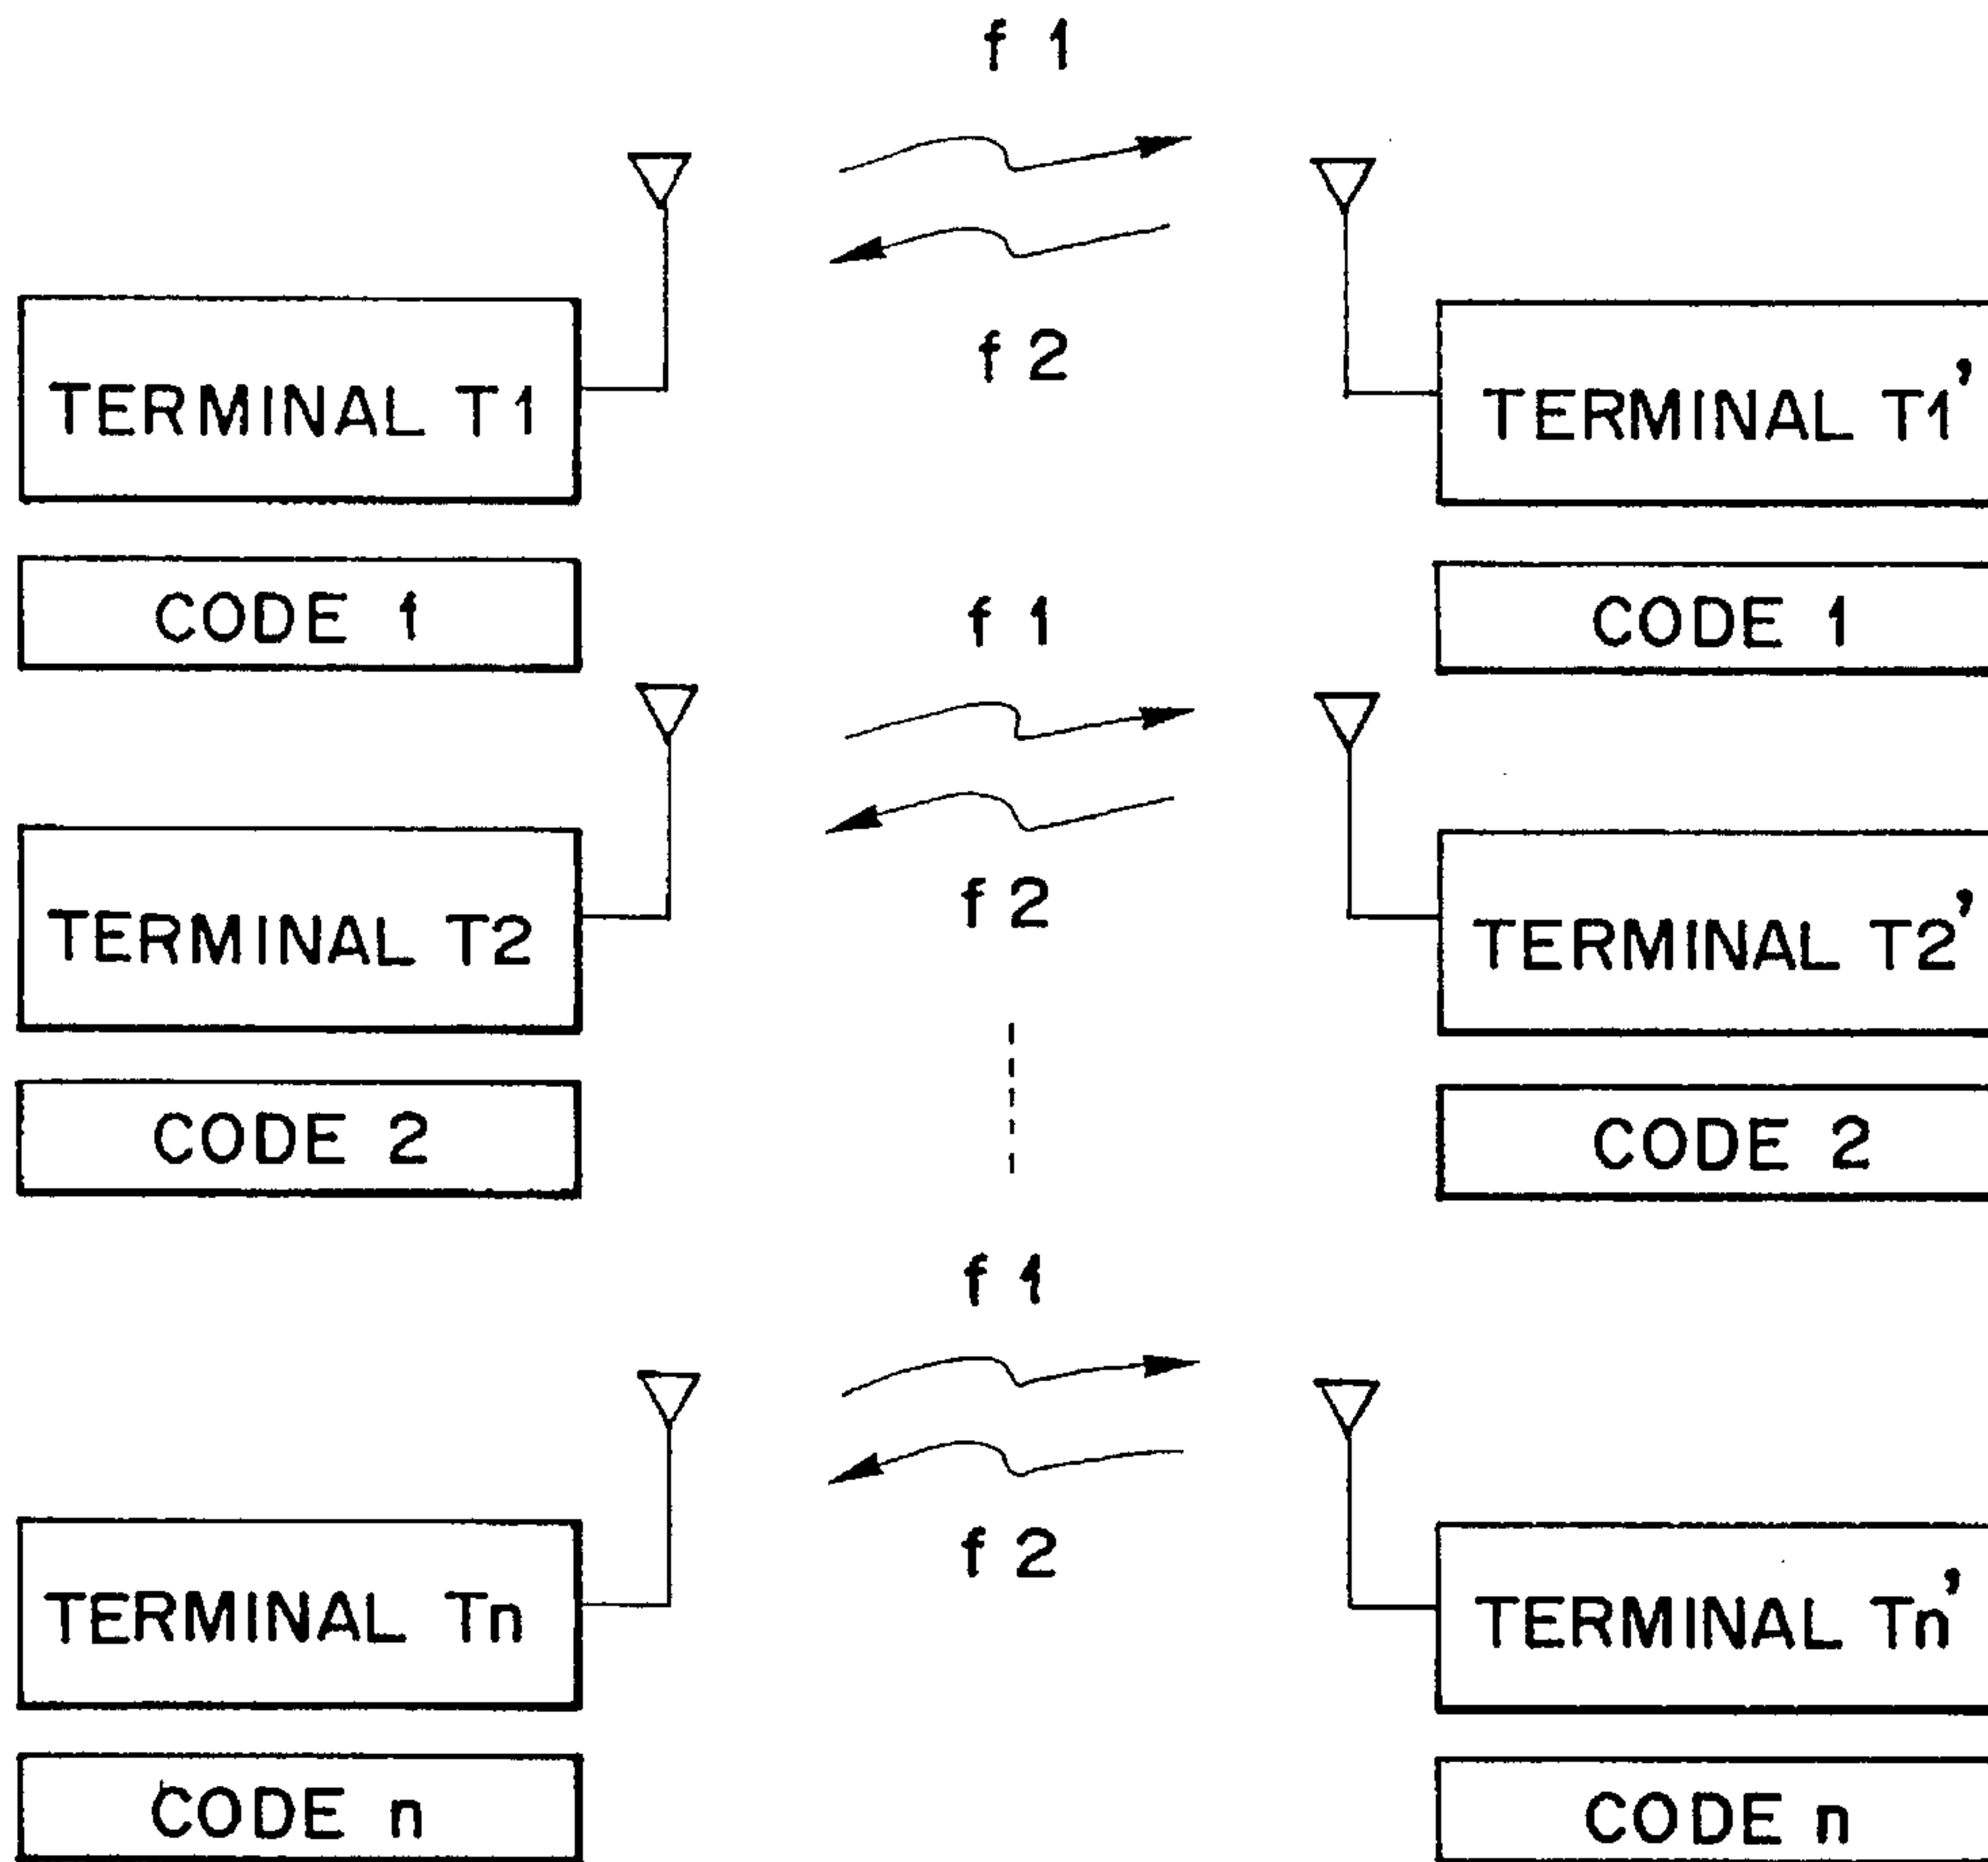 f 1
f 2
TERMINAL T1
TERMINAL T1'
CODE 1
CODE 1
f 1
f 2
TERMINAL T2
TERMINAL T2'
CODE 2
CODE 2
f 1
f 2
TERMINAL Tn
TERMINAL Tn'
CODE n
CODE n